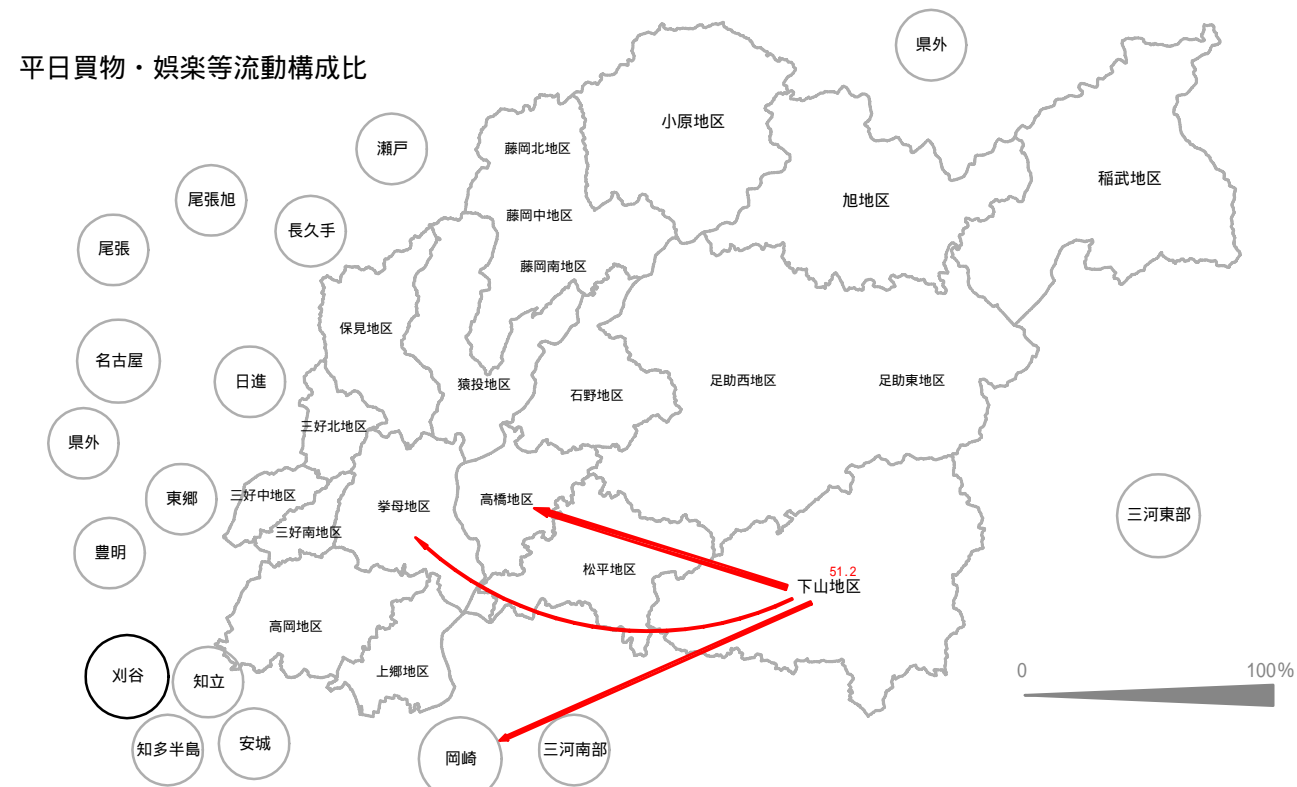 県外
平日買物・娯楽等流動構成比
小原地区
瀬戸
藤岡北地区
稲武地区
尾張旭
旭地区
藤岡中地区
長久手
尾張
藤岡南地区
保見地区
名古屋
日進
猿投地区
石野地区
足助西地区
足助東地区
三好北地区
県外
東郷
三好中地区
挙母地区
高橋地区
三河東部
三好南地区
豊明
松平地区
51.2
下山地区
高岡地区
刈谷
知立
上郷地区
0
100%
知多半島
安城
岡崎
三河南部